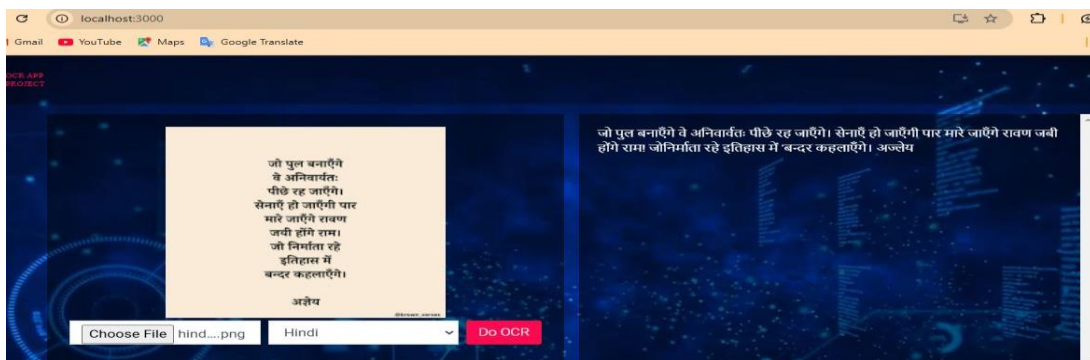 localhost:3000
Gmail YouTube Maps Google Translate
OCR APP
PROJECT
जो पुल बनाएँगे
वे अनिवार्यतः
पीछे रह जाएँगे।
सेनाएँ हो जाएँगी पार
मारे जाएँगे रावण
जयी होंगे राम।
जो निर्माता रहे
इतिहास में
बन्दर कहलाएँगे।
अज्ञेय
Choose File hind....png Hindi Do OCR
जो पुल बनाएँगे वे अनिवार्वतः पीछे रह जाएँगे। सेनाएँ हो जाएँगी पार मारे जाएँगे रावण जबी
होंगे राम! जोनिर्माता रहे इतिहास में 'बन्दर कहलाएँगे। अज्लेय